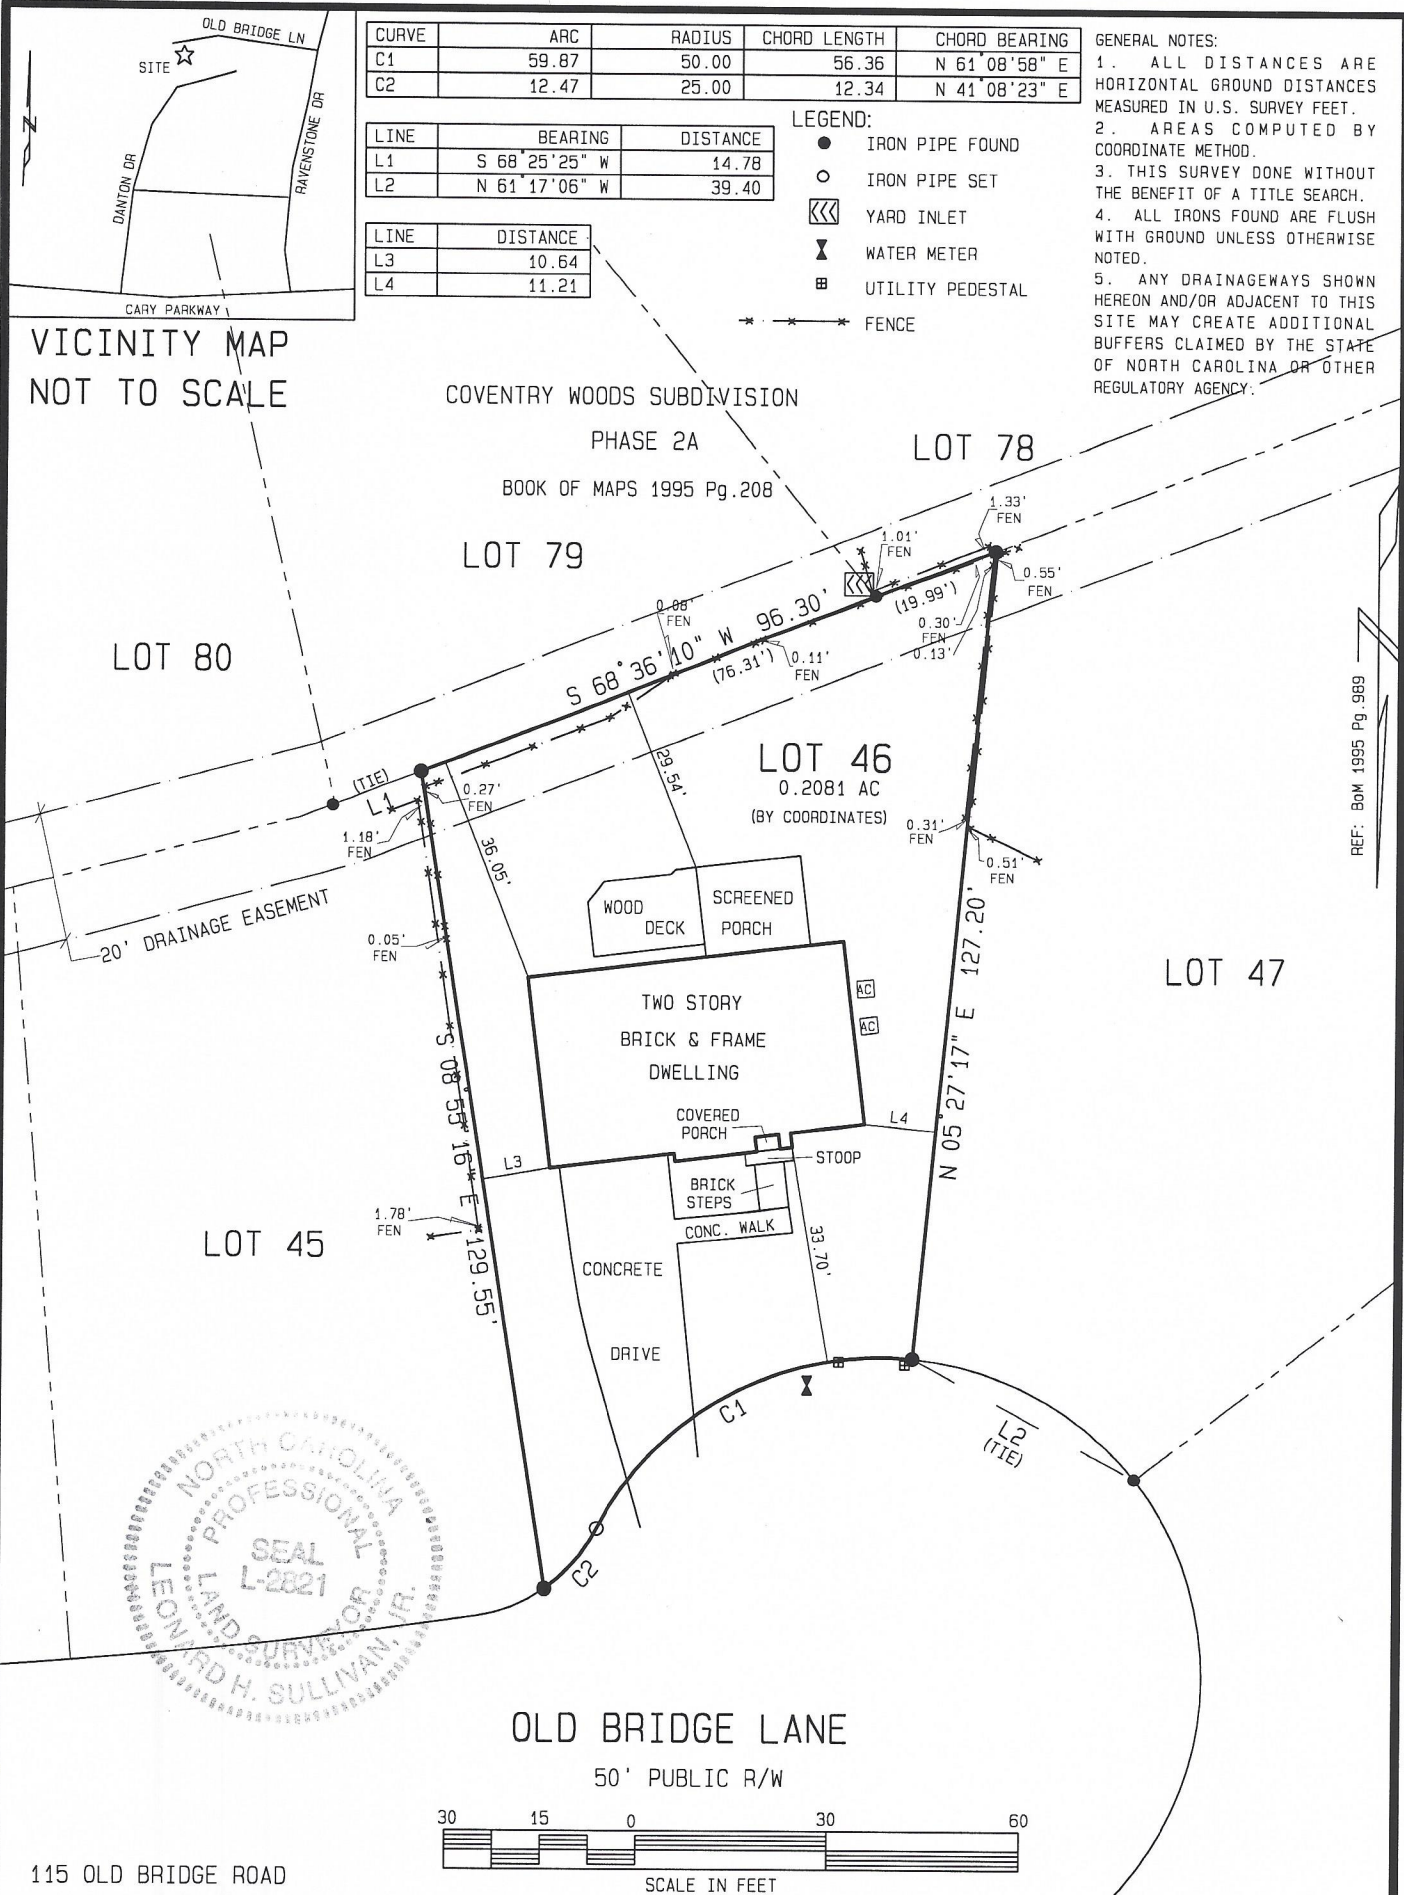 OLD BRIDGE LN
SITE
DANTON DR
RAVENSTONE DR
CARY PARKWAY
N
VICINITY MAP
NOT TO SCALE
CURVE ARC RADIUS CHORD LENGTH CHORD BEARING
C1 59.87 50.00 56.36 N 61°08'58" E
C2 12.47 25.00 12.34 N 41°08'23" E
LINE BEARING DISTANCE
L1 S 68°25'25" W 14.78
L2 N 61°17'06" W 39.40
LINE DISTANCE
L3 10.64
L4 11.21
LEGEND:
IRON PIPE FOUND
IRON PIPE SET
YARD INLET
WATER METER
UTILITY PEDESTAL
FENCE
GENERAL NOTES:
1. ALL DISTANCES ARE
HORIZONTAL GROUND DISTANCES
MEASURED IN U.S. SURVEY FEET.
2. AREAS COMPUTED BY
COORDINATE METHOD.
3. THIS SURVEY DONE WITHOUT
THE BENEFIT OF A TITLE SEARCH.
4. ALL IRONS FOUND ARE FLUSH
WITH GROUND UNLESS OTHERWISE
NOTED.
5. ANY DRAINAGEWAYS SHOWN
HEREON AND/OR ADJACENT TO THIS
SITE MAY CREATE ADDITIONAL
BUFFERS CLAIMED BY THE STATE
OF NORTH CAROLINA OR OTHER
REGULATORY AGENCY.
COVENTRY WOODS SUBDIVISION
PHASE 2A
BOOK OF MAPS 1995 Pg.208
LOT 78
LOT 79
LOT 80
1.33'
FEN
1.01'
FEN
0.55'
FEN
(19.99')
0.30'
FEN
0.13'
0.08'
FEN
S 68°36'10" W 96.30'
(76.31')
0.11'
FEN
REF: BoM 1995 Pg.989
(TIE)
L1
0.27'
FEN
1.18'
FEN
29.54'
36.05'
LOT 46
0.2081 AC
(BY COORDINATES)
0.31'
FEN
0.51'
FEN
20' DRAINAGE EASEMENT
0.05'
FEN
WOOD
DECK
SCREENED
PORCH
AC
AC
TWO STORY
BRICK & FRAME
DWELLING
COVERED
PORCH
STOOP
BRICK
STEPS
CONC. WALK
L3
L4
N 05°27'17" E 127.20'
LOT 47
S 08°55'16" E 129.55'
1.78'
FEN
LOT 45
33.70'
CONCRETE
DRIVE
C1
L2
(TIE)
C2
NORTH CAROLINA
PROFESSIONAL
SEAL
L-2821
LAND SURVEYOR
LEONARD H. SULLIVAN, JR.
OLD BRIDGE LANE
50' PUBLIC R/W
30 15 0 30 60
SCALE IN FEET
115 OLD BRIDGE ROAD